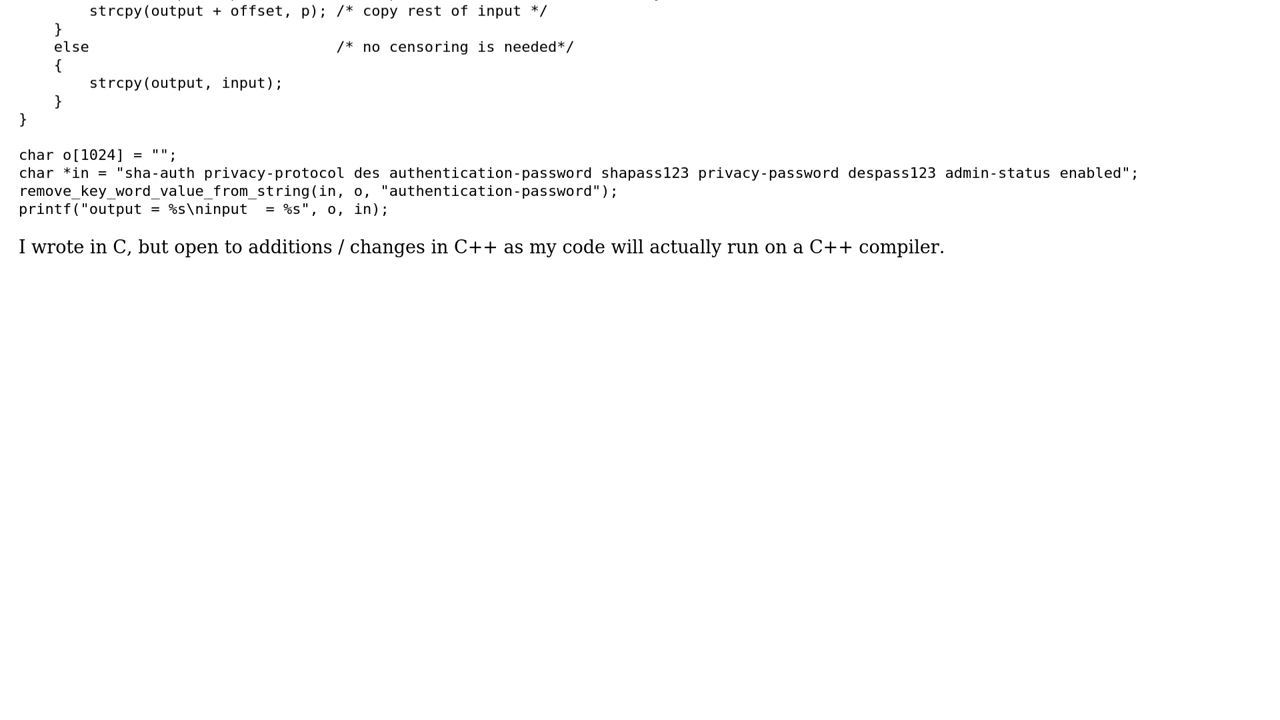 strcpy(output + offset, p); /* copy rest of input */
    }
    else                            /* no censoring is needed*/
    {
        strcpy(output, input);
    }
}

char o[1024] = "";
char *in = "sha-auth privacy-protocol des authentication-password shapass123 privacy-password despass123 admin-status enabled";
remove_key_word_value_from_string(in, o, "authentication-password");
printf("output = %s\ninput  = %s", o, in);

I wrote in C, but open to additions / changes in C++ as my code will actually run on a C++ compiler.